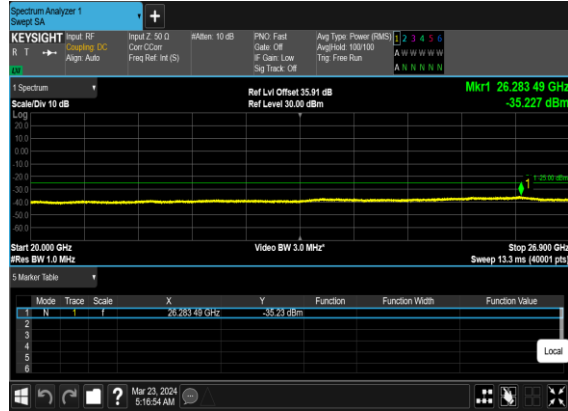 Spectrum Analyzer 1
Swept SA
+
KEYSIGHT Input: RF Input Z: 50 Ω #Atten: 10 dB PNO: Fast Avg Type: Power (RMS) 1 2 3 4 5 6
R T Coupling: DC Corr CCorr Gate: Off Avg|Hold: 100/100 A W W W W W
Align: Auto Freq Ref: Int (S) IF Gain: Low Trig: Free Run
Sig Track: Off A N N N N N
1 Spectrum Ref Lvl Offset 35.91 dB Mkr1 26.283 49 GHz
Scale/Div 10 dB Ref Level 30.00 dBm -35.227 dBm
Log
20.0
10.0
0.00
-10.0
-20.0
-25.00 dBm
1
-30.0
-40.0
-50.0
-60.0
Start 20.000 GHz Video BW 3.0 MHz* Stop 26.900 GHz
#Res BW 1.0 MHz Sweep 13.3 ms (40001 pts)
5 Marker Table
Mode Trace Scale X Y Function Function Width Function Value
1 N 1 f 26.283 49 GHz -35.23 dBm
2
3
4
5
6
Local
? Mar 23, 2024
5:16:54 AM